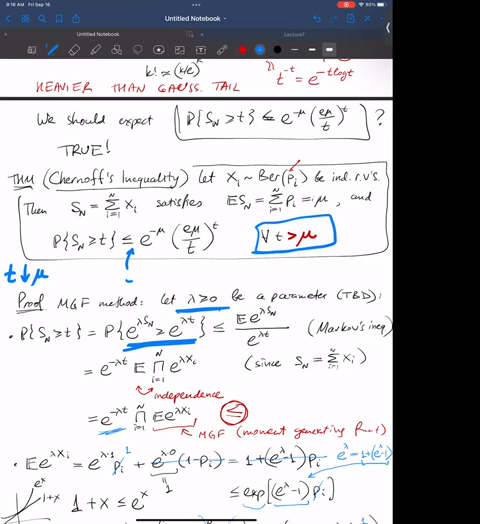 9:16 AM Fri Sep 16
80%
Untitled Notebook
Untitled Notebook
Lecture7
k! ≈ (k/e)^k
HEAVIER THAN GAUSS. TAIL
t^{-t} = e^{-t log t}
We should expect P{S_N ≥ t} ≤ e^{-μ} (eμ/t)^t ?
TRUE!
THM (Chernoff's Inequality) Let X_i ~ Ber(p_i) be ind. r.v's.
Then S_N = Σ_{i=1}^N X_i satisfies E S_N = Σ_{i=1}^N p_i =: μ, and
P{S_N ≥ t} ≤ e^{-μ} (eμ/t)^t ∀ t > μ
t ↓ μ
Proof MGF method: let λ ≥ 0 be a parameter (TBD):
• P{S_N ≥ t} = P{e^{λS_N} ≥ e^{λt}} ≤ E e^{λS_N} / e^{λt} (Markov's ineq)
= e^{-λt} E ∏_{i=1}^N e^{λX_i} (since S_N = Σ_{i=1}^N X_i)
independence
= e^{-λt} ∏_{i=1}^N E e^{λX_i} ≤
MGF (moment generating
• E e^{λX_i} = e^{λ·1} p_i + e^{λ·0} (1-p_i) = 1+(e^λ-1) p_i e^λ = 1+(e^λ-1)
e^x
1+x
1 + x ≤ e^x
1
≤ exp[(e^λ-1) p_i]